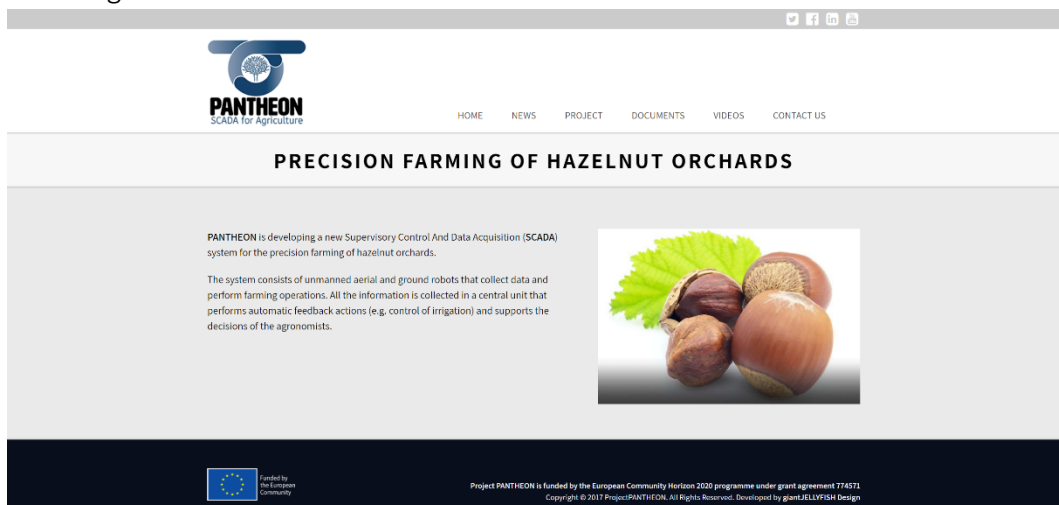 PANTHEON
SCADA for Agriculture
HOME NEWS PROJECT DOCUMENTS VIDEOS CONTACT US
PRECISION FARMING OF HAZELNUT ORCHARDS
PANTHEON is developing a new Supervisory Control And Data Acquisition (SCADA)
system for the precision farming of hazelnut orchards.
The system consists of unmanned aerial and ground robots that collect data and
perform farming operations. All the information is collected in a central unit that
performs automatic feedback actions (e.g. control of irrigation) and supports the
decisions of the agronomists.
Funded by
the European
Community
Project PANTHEON is funded by the European Community Horizon 2020 programme under grant agreement 774571
Copyright © 2017 ProjectPANTHEON. All Rights Reserved. Developed by giantJELLYFISH Design